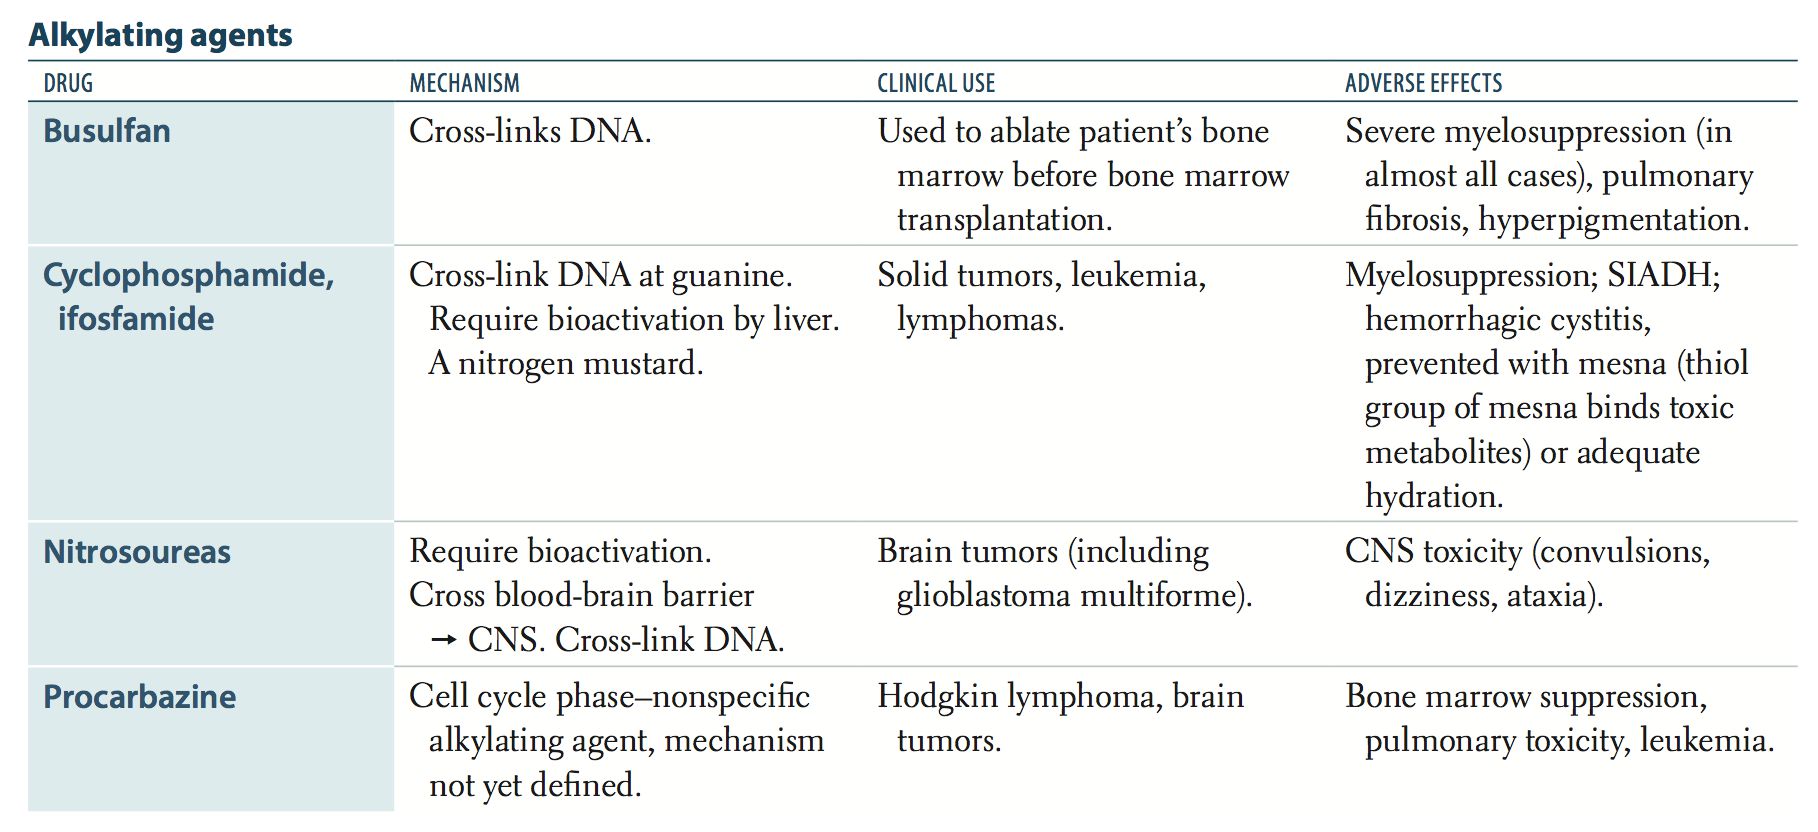 Alkylating agents
DRUG MECHANISM CLINICAL USE ADVERSE EFFECTS
Busulfan
Cross-links DNA.
Used to ablate patient’s bone
marrow before bone marrow
transplantation.
Severe myelosuppression (in
almost all cases), pulmonary
fibrosis, hyperpigmentation.
Cyclophosphamide,
ifosfamide
Cross-link DNA at guanine.
Require bioactivation by liver.
A nitrogen mustard.
Solid tumors, leukemia,
lymphomas.
Myelosuppression; SIADH;
hemorrhagic cystitis,
prevented with mesna (thiol
group of mesna binds toxic
metabolites) or adequate
hydration.
Nitrosoureas
Require bioactivation.
Cross blood-brain barrier
→ CNS. Cross-link DNA.
Brain tumors (including
glioblastoma multiforme).
CNS toxicity (convulsions,
dizziness, ataxia).
Procarbazine
Cell cycle phase–nonspecific
alkylating agent, mechanism
not yet defined.
Hodgkin lymphoma, brain
tumors.
Bone marrow suppression,
pulmonary toxicity, leukemia.